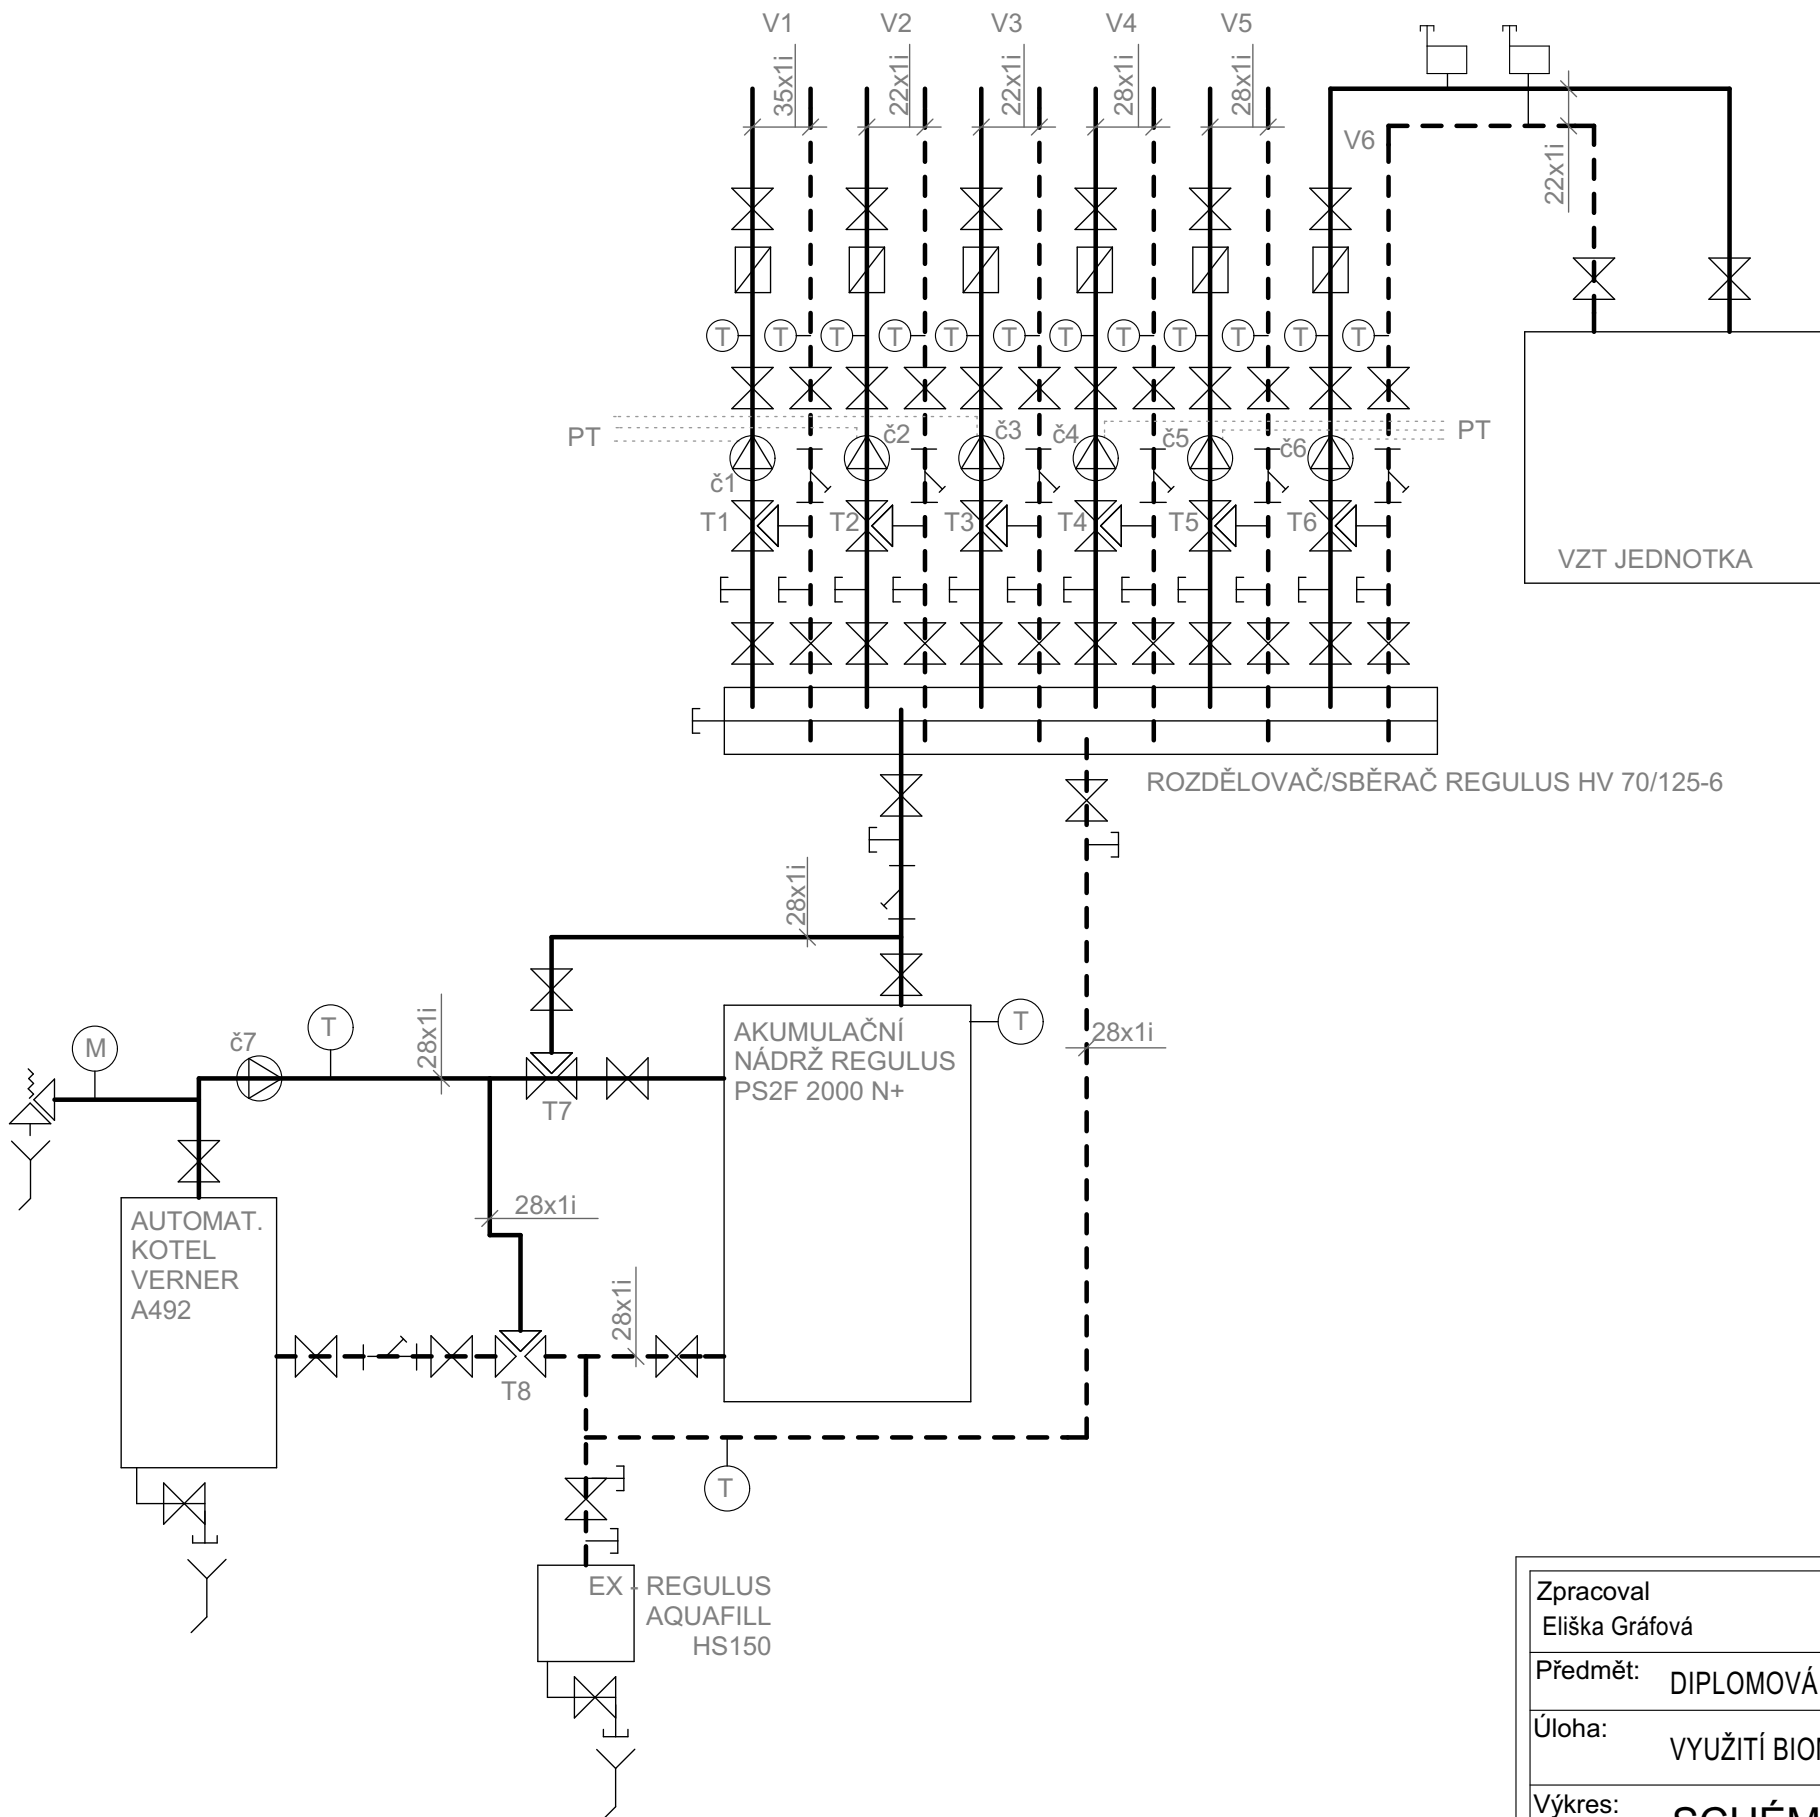 V1
V2
V3
V4
V5
35x1i
22x1i
22x1i
28x1i
28x1i
V6
22x1i
T
T
T
T
T
T
T
T
T
T
T
T
PT
PT
č1
č2
č3
č4
č5
č6
T1
T2
T3
T4
T5
T6
VZT JEDNOTKA
ROZDĚLOVAČ/SBĚRAČ REGULUS HV 70/125-6
28x1i
28x1i
M
č7
T
28x1i
T7
AKUMULAČNÍ
NÁDRŽ REGULUS
PS2F 2000 N+
T
28x1i
AUTOMAT.
KOTEL
VERNER
A492
28x1i
T8
T
EX - REGULUS
AQUAFILL
HS150
Zpracoval
Eliška Gráfová
Předmět:
DIPLOMOVÁ
Úloha:
VYUŽITÍ
Výkres: